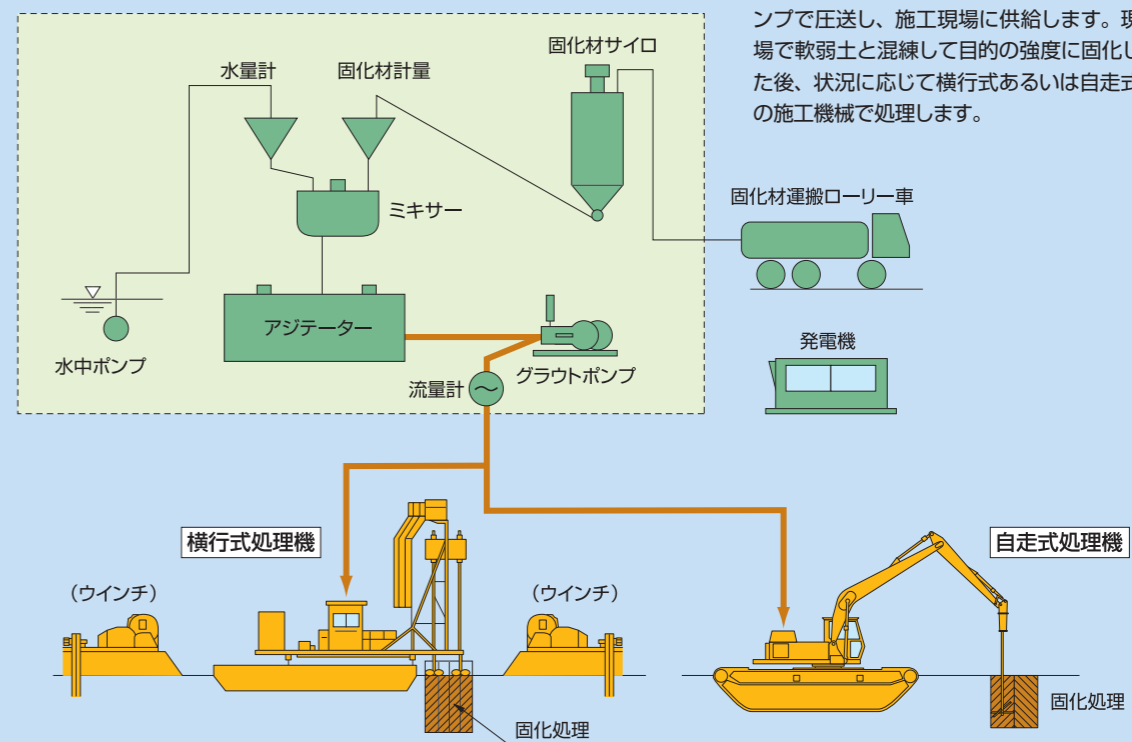 ンプで圧送し、施工現場に供給します。現
場で軟弱土と混練して目的の強度に固化し
た後、状況に応じて横行式あるいは自走式
の施工機械で処理します。
固化材サイロ
水量計
固化材計量
固化材運搬ローリー車
ミキサー
アジテーター
発電機
水中ポンプ
グラウトポンプ
流量計
横行式処理機
自走式処理機
(ウインチ)
(ウインチ)
固化処理
固化処理